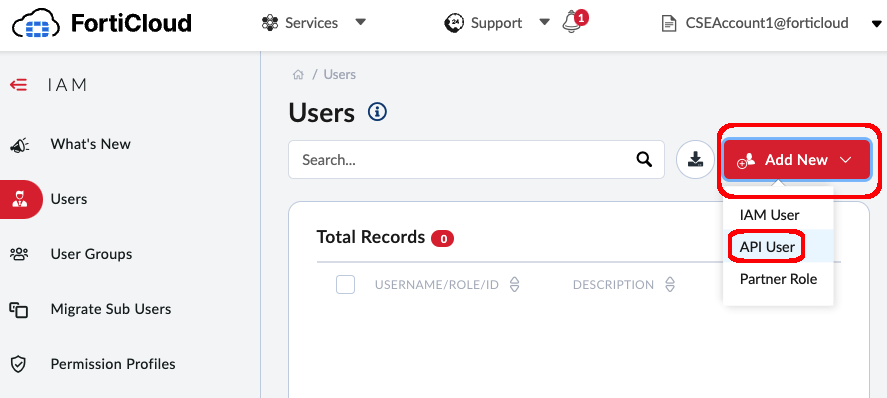 FortiCloud
Services
24
Support
1
CSEAccount1@forticloud
IAM
What's New
Users
User Groups
Migrate Sub Users
Permission Profiles
/ Users
Users
Search...
Add New
IAM User
API User
Partner Role
Total Records 0
USERNAME/ROLE/ID
DESCRIPTION